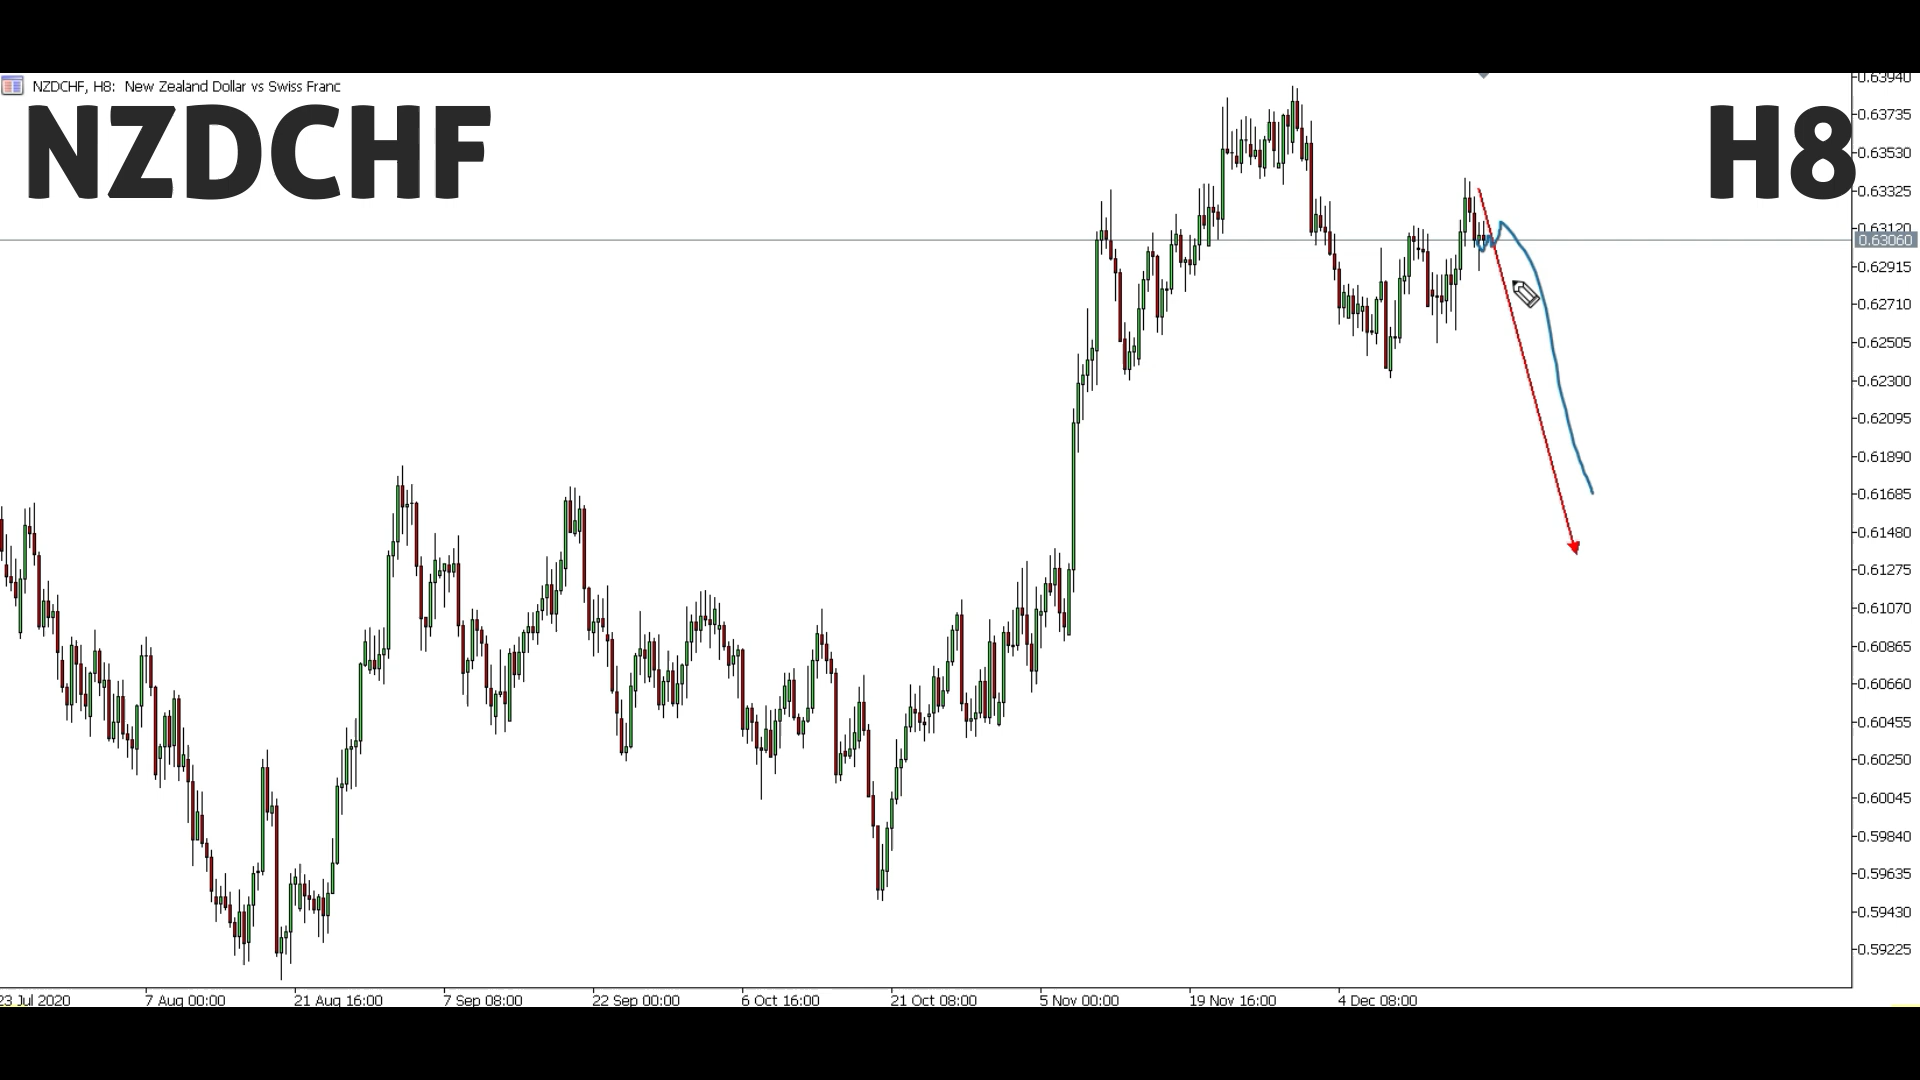 NZDCHF, H8: New Zealand Dollar vs Swiss Franc
NZDCHF
H8
0.63940
0.63735
0.63530
0.63325
0.63120
0.63060
0.62915
0.62710
0.62505
0.62300
0.62095
0.61890
0.61685
0.61480
0.61275
0.61070
0.60865
0.60660
0.60455
0.60250
0.60045
0.59840
0.59635
0.59430
0.59225
23 Jul 2020
7 Aug 00:00
21 Aug 16:00
7 Sep 08:00
22 Sep 00:00
6 Oct 16:00
21 Oct 08:00
5 Nov 00:00
19 Nov 16:00
4 Dec 08:00